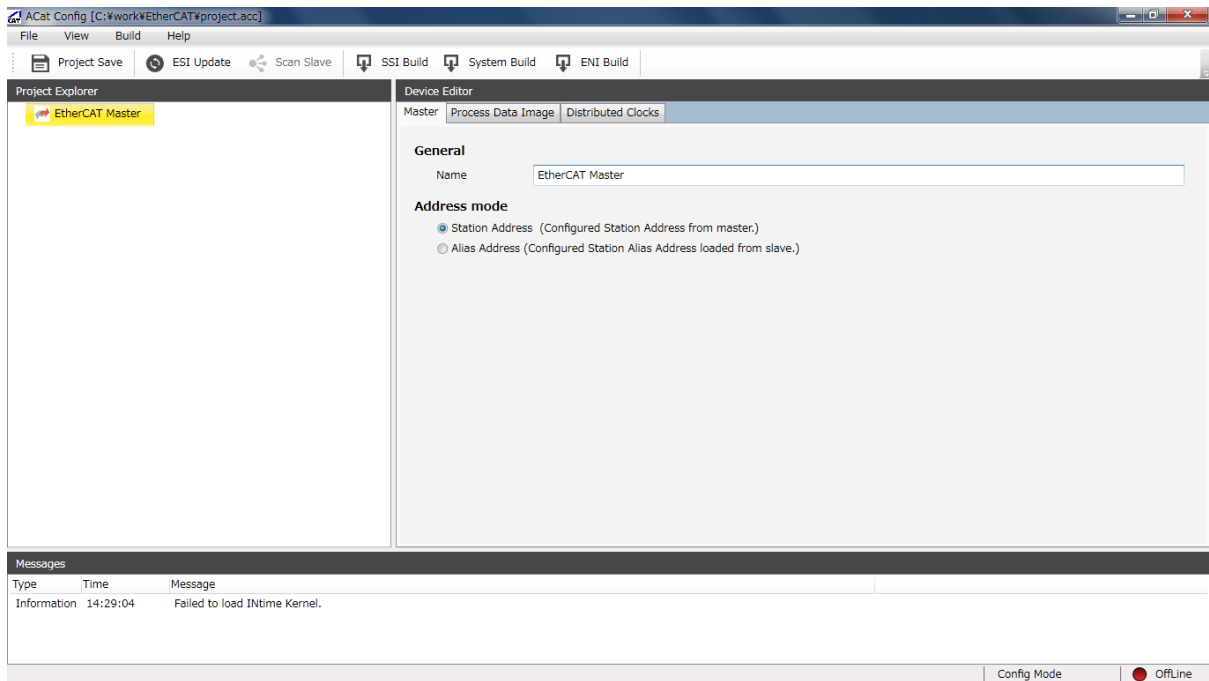 ACat Config [C:¥work¥EtherCAT¥project.acc]
File View Build Help
Project Save ESI Update Scan Slave SSI Build System Build ENI Build
Project Explorer
EtherCAT Master
Device Editor
Master Process Data Image Distributed Clocks
General
Name EtherCAT Master
Address mode
Station Address (Configured Station Address from master.)
Alias Address (Configured Station Alias Address loaded from slave.)
Messages
Type Time Message
Information 14:29:04 Failed to load INtime Kernel.
Config Mode OffLine